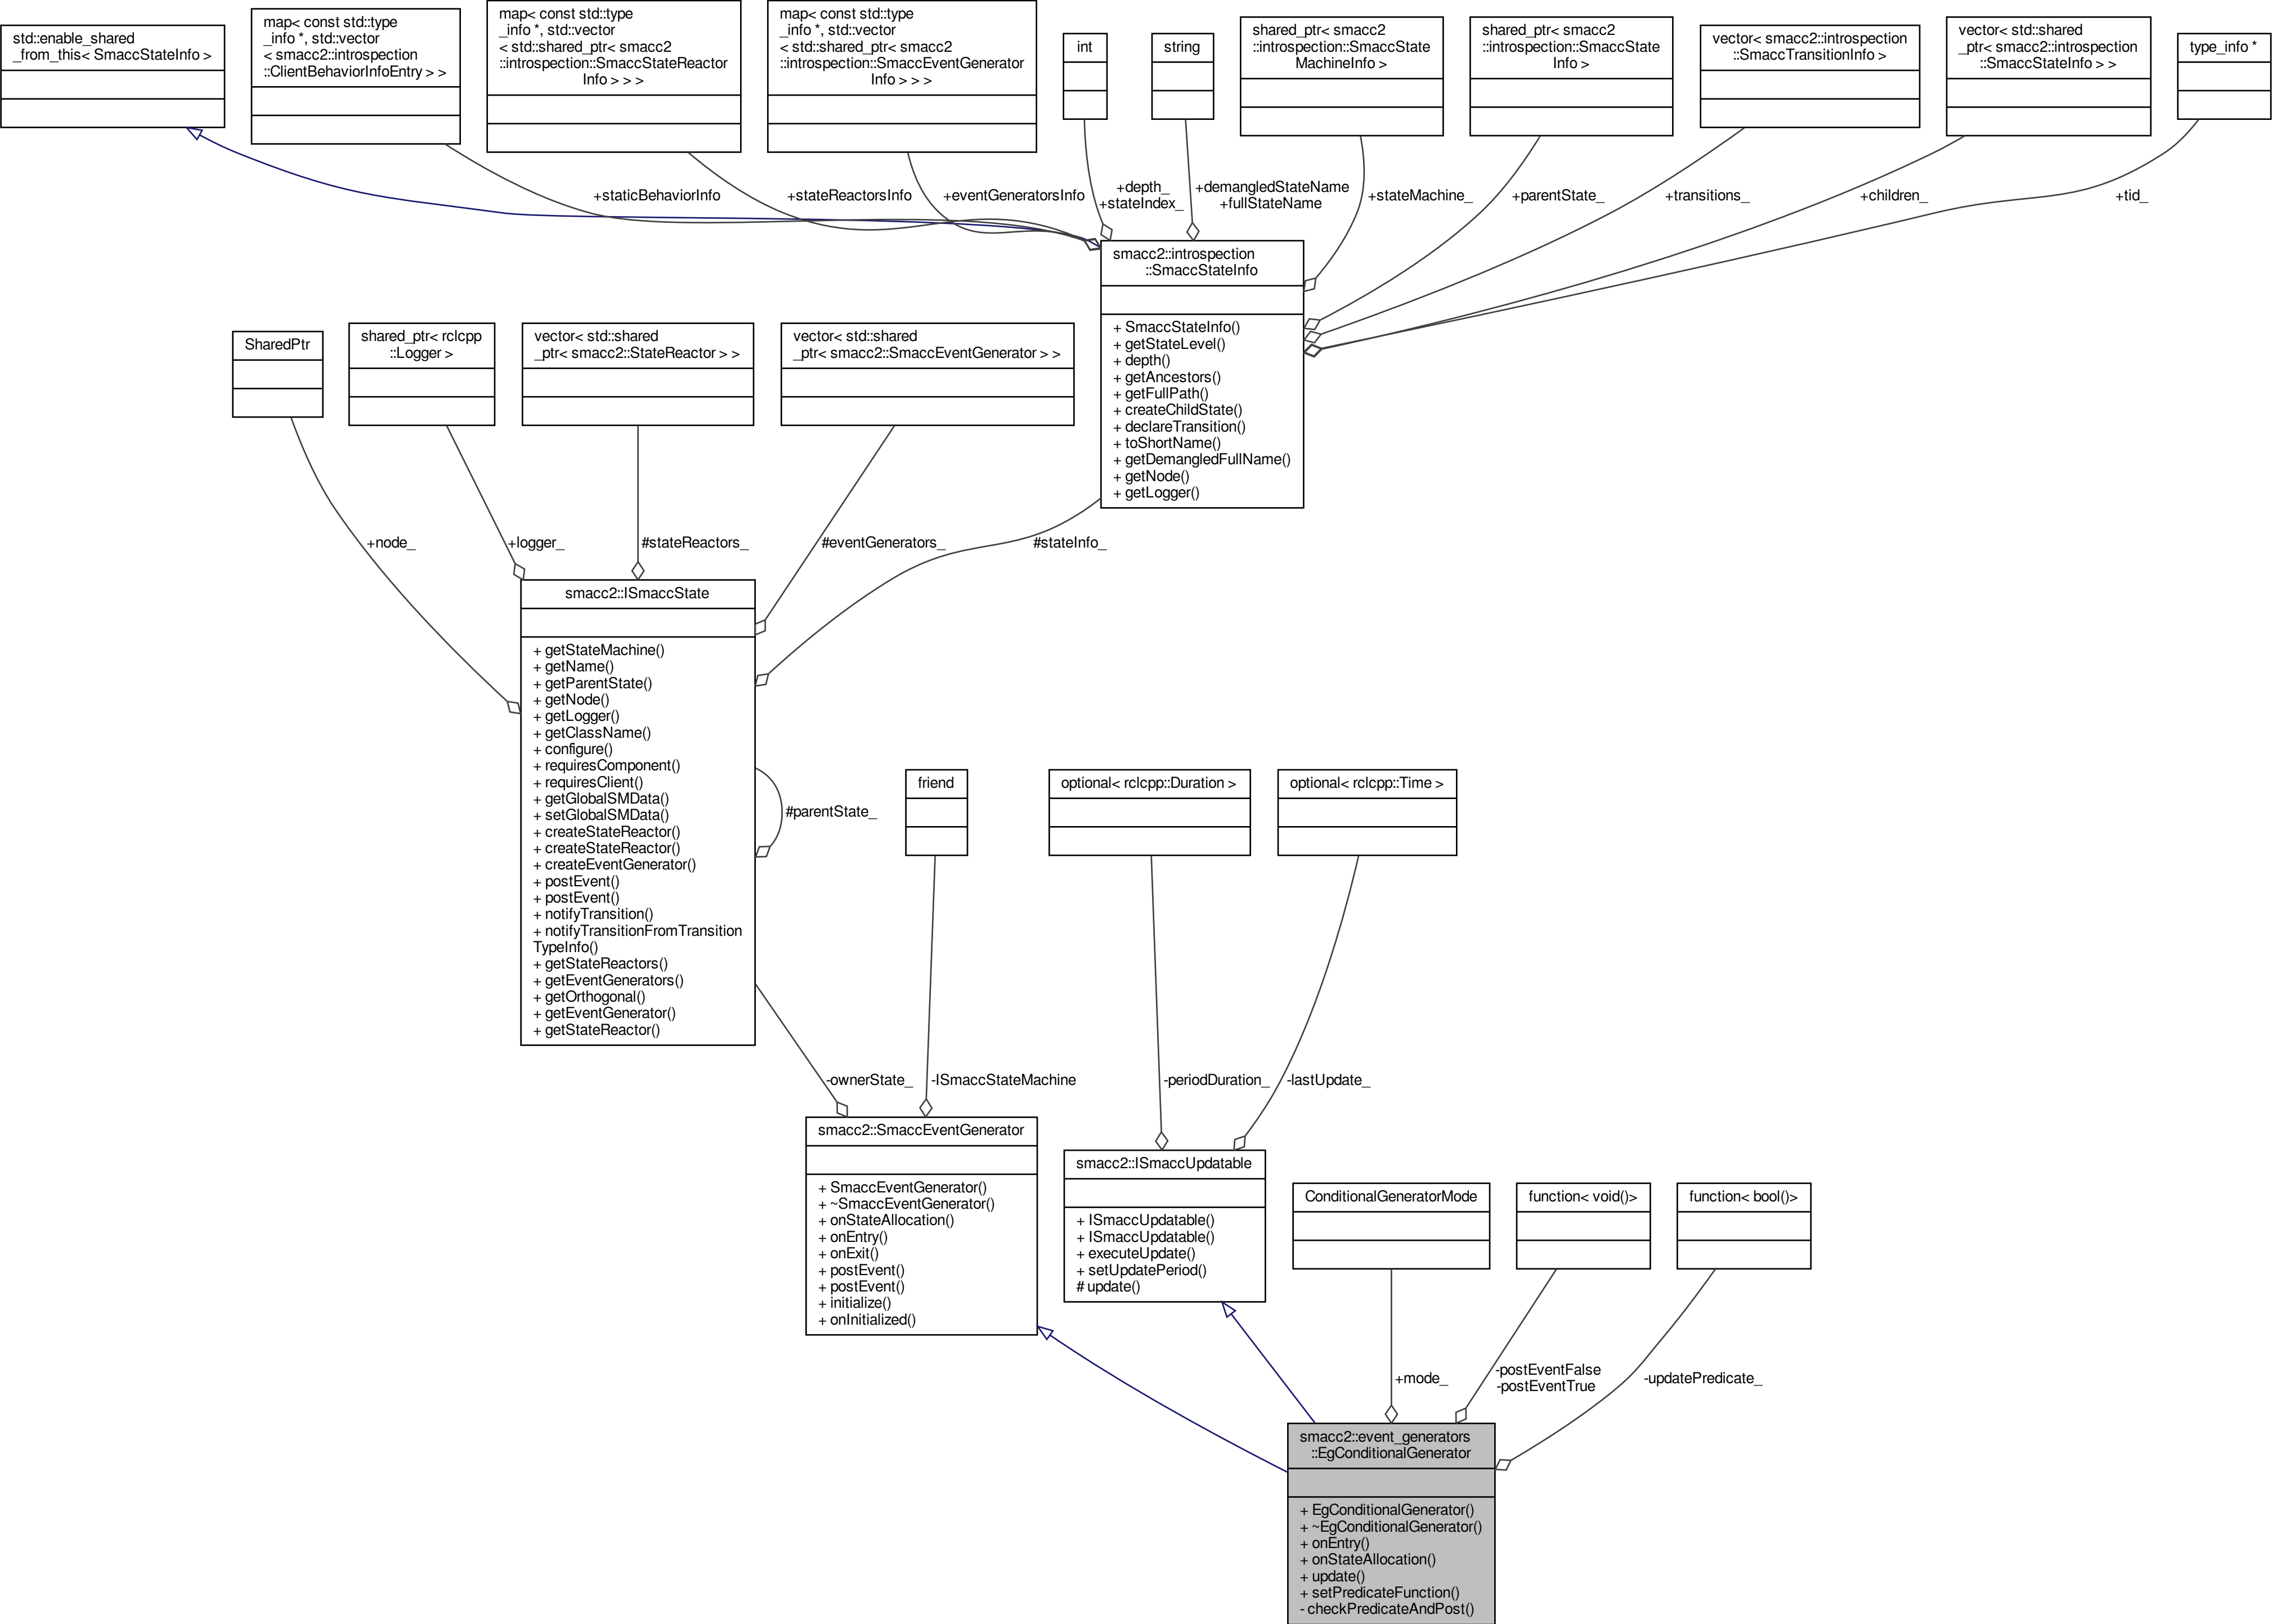 std::enable_shared
_from_this< SmaccStateInfo >
map< const std::type
_info *, std::vector
< smacc2::introspection
::ClientBehaviorInfoEntry > >
map< const std::type
_info *, std::vector
< std::shared_ptr< smacc2
::introspection::SmaccStateReactor
Info > > >
map< const std::type
_info *, std::vector
< std::shared_ptr< smacc2
::introspection::SmaccEventGenerator
Info > > >
int
string
shared_ptr< smacc2
::introspection::SmaccState
MachineInfo >
shared_ptr< smacc2
::introspection::SmaccState
Info >
vector< smacc2::introspection
::SmaccTransitionInfo >
vector< std::shared
_ptr< smacc2::introspection
::SmaccStateInfo > >
type_info *
+staticBehaviorInfo
+stateReactorsInfo
+eventGeneratorsInfo
+depth_
+stateIndex_
+demangledStateName
+fullStateName
+stateMachine_
+parentState_
+transitions_
+children_
+tid_
smacc2::introspection
::SmaccStateInfo
+ SmaccStateInfo()
+ getStateLevel()
+ depth()
+ getAncestors()
+ getFullPath()
+ createChildState()
+ declareTransition()
+ toShortName()
+ getDemangledFullName()
+ getNode()
+ getLogger()
SharedPtr
shared_ptr< rclcpp
::Logger >
vector< std::shared
_ptr< smacc2::StateReactor > >
vector< std::shared
_ptr< smacc2::SmaccEventGenerator > >
+node_
+logger_
#stateReactors_
#eventGenerators_
#stateInfo_
smacc2::ISmaccState
+ getStateMachine()
+ getName()
+ getParentState()
+ getNode()
+ getLogger()
+ getClassName()
+ configure()
+ requiresComponent()
+ requiresClient()
+ getGlobalSMData()
+ setGlobalSMData()
+ createStateReactor()
+ createStateReactor()
+ createEventGenerator()
+ postEvent()
+ postEvent()
+ notifyTransition()
+ notifyTransitionFromTransition
TypeInfo()
+ getStateReactors()
+ getEventGenerators()
+ getOrthogonal()
+ getEventGenerator()
+ getStateReactor()
#parentState_
friend
optional< rclcpp::Duration >
optional< rclcpp::Time >
-ownerState_
-ISmaccStateMachine
-periodDuration_
-lastUpdate_
smacc2::SmaccEventGenerator
+ SmaccEventGenerator()
+ ~SmaccEventGenerator()
+ onStateAllocation()
+ onEntry()
+ onExit()
+ postEvent()
+ postEvent()
+ initialize()
+ onInitialized()
smacc2::ISmaccUpdatable
+ ISmaccUpdatable()
+ ISmaccUpdatable()
+ executeUpdate()
+ setUpdatePeriod()
# update()
ConditionalGeneratorMode
function< void()>
function< bool()>
+mode_
-postEventFalse
-postEventTrue
-updatePredicate_
smacc2::event_generators
::EgConditionalGenerator
+ EgConditionalGenerator()
+ ~EgConditionalGenerator()
+ onEntry()
+ onStateAllocation()
+ update()
+ setPredicateFunction()
- checkPredicateAndPost()